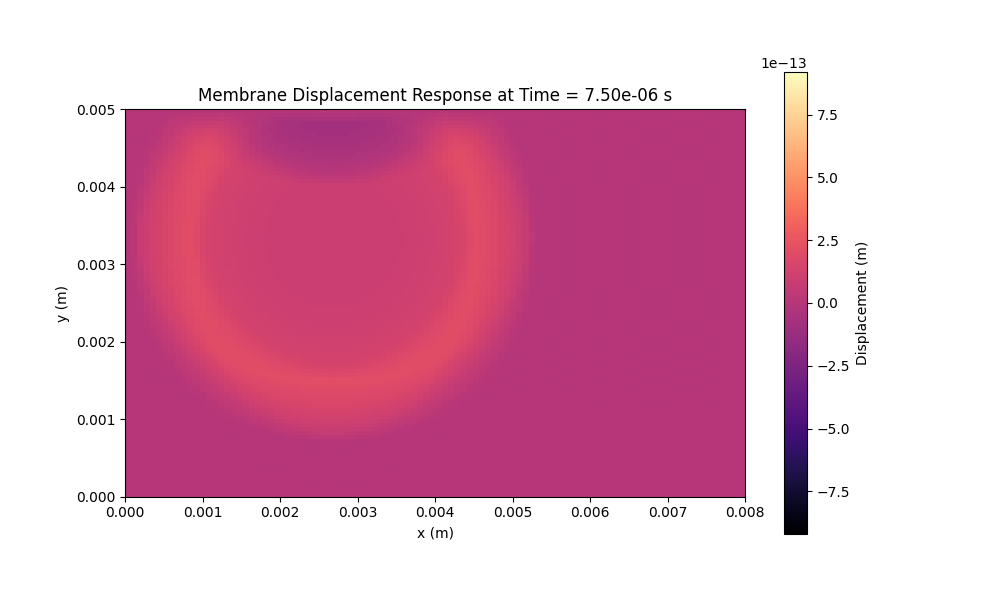 1e−13
Membrane Displacement Response at Time = 7.50e-06 s
0.005
0.004
0.003
0.002
0.001
0.000
y (m)
0.000 0.001 0.002 0.003 0.004 0.005 0.006 0.007 0.008
x (m)
7.5
5.0
2.5
0.0
−2.5
−5.0
−7.5
Displacement (m)